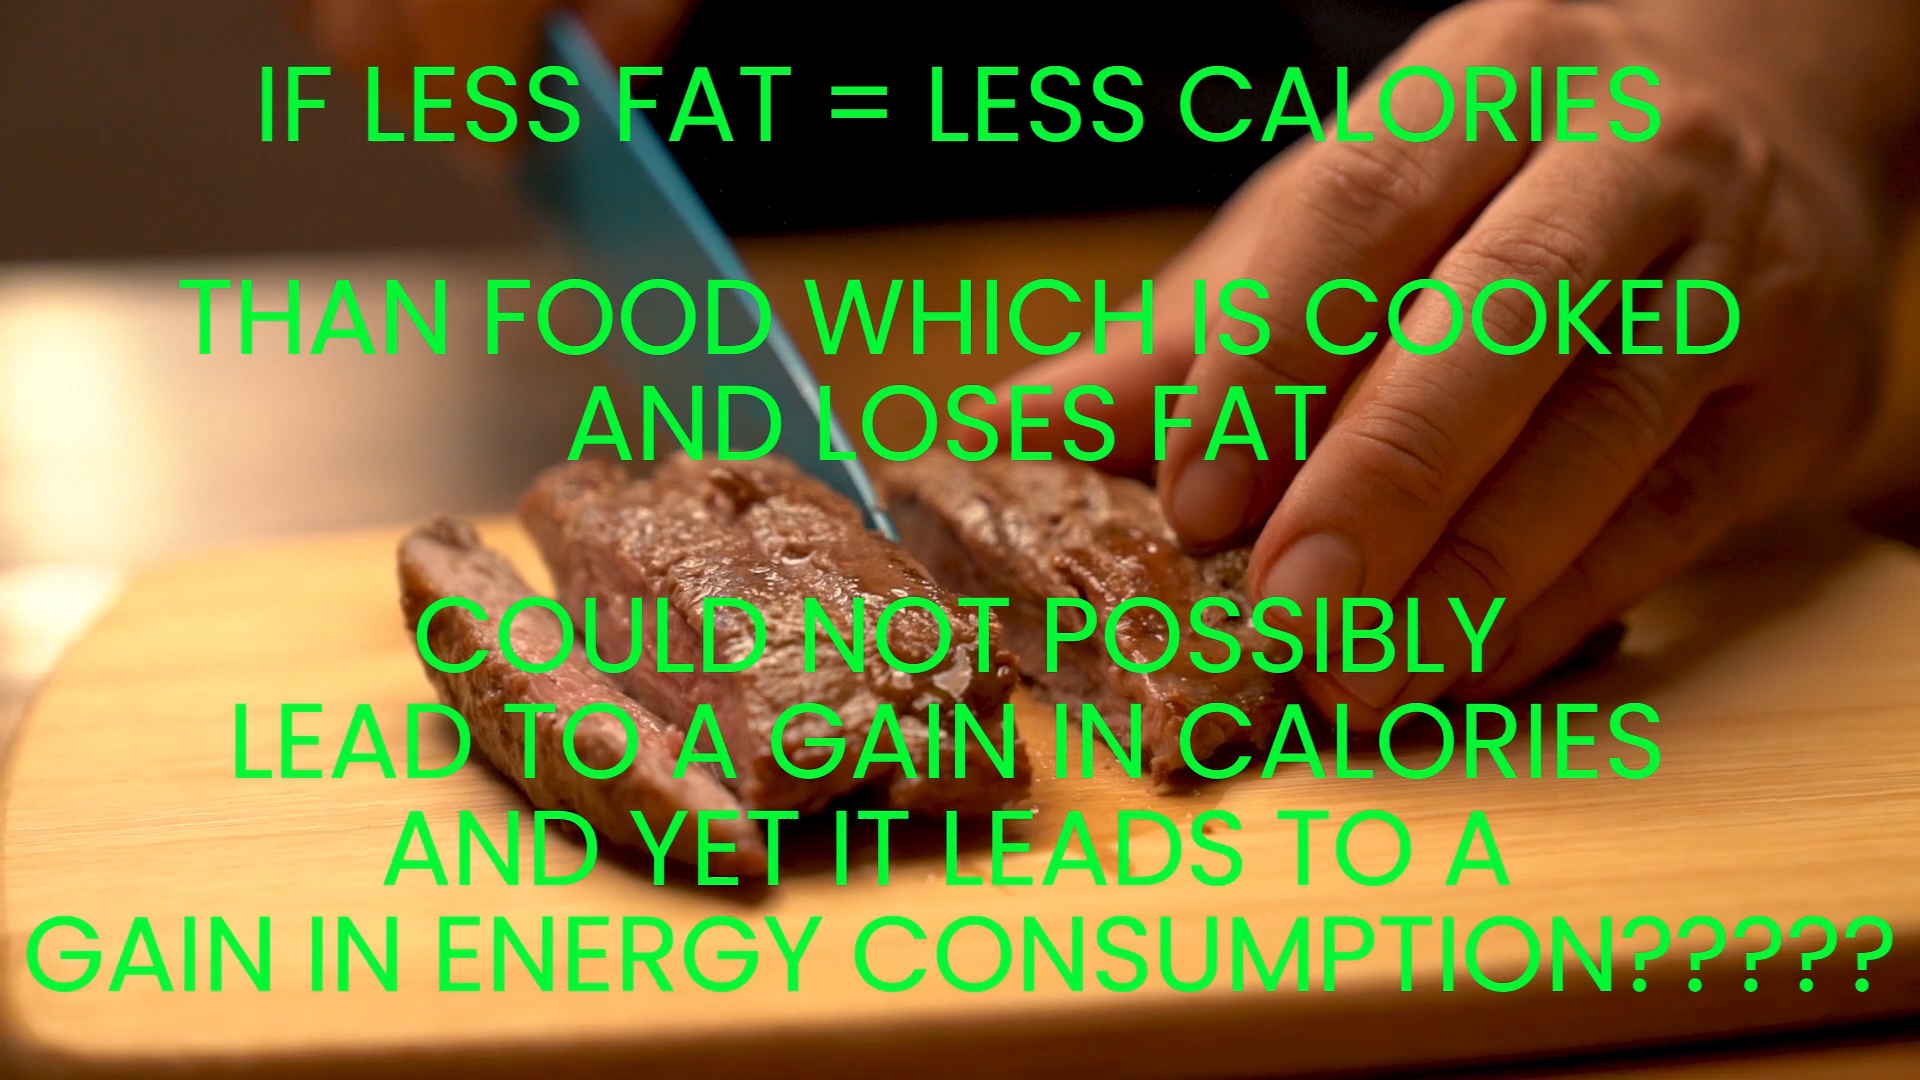 IF LESS FAT = LESS CALORIES
THAN FOOD WHICH IS COOKED
AND LOSES FAT
COULD NOT POSSIBLY
LEAD TO A GAIN IN CALORIES
AND YET IT LEADS TO A
GAIN IN ENERGY CONSUMPTION?????